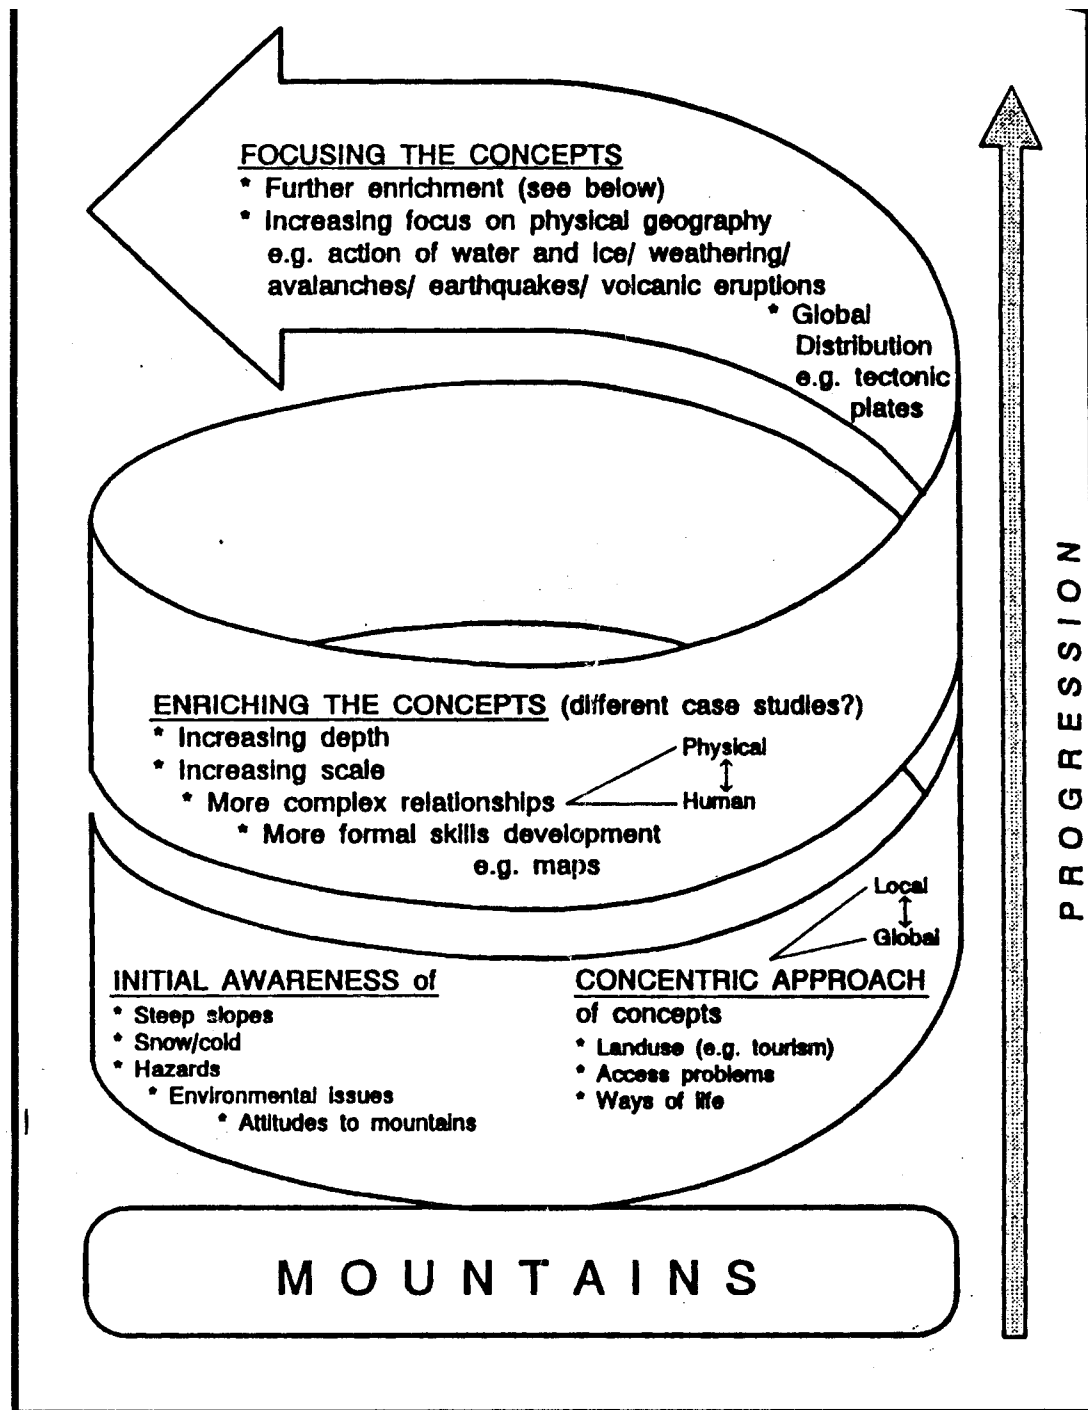 FOCUSING THE CONCEPTS
* Further enrichment (see below)
* Increasing focus on physical geography
e.g. action of water and ice/ weathering/
avalanches/ earthquakes/ volcanic eruptions
* Global
Distribution
e.g. tectonic
plates
ENRICHING THE CONCEPTS (different case studies?)
* Increasing depth
* Increasing scale
* More complex relationships
Physical
Human
* More formal skills development
e.g. maps
Local
Global
INITIAL AWARENESS of
* Steep slopes
* Snow/cold
* Hazards
* Environmental issues
* Attitudes to mountains
CONCENTRIC APPROACH
of concepts
* Landuse (e.g. tourism)
* Access problems
* Ways of life
MOUNTAINS
PROGRESSION